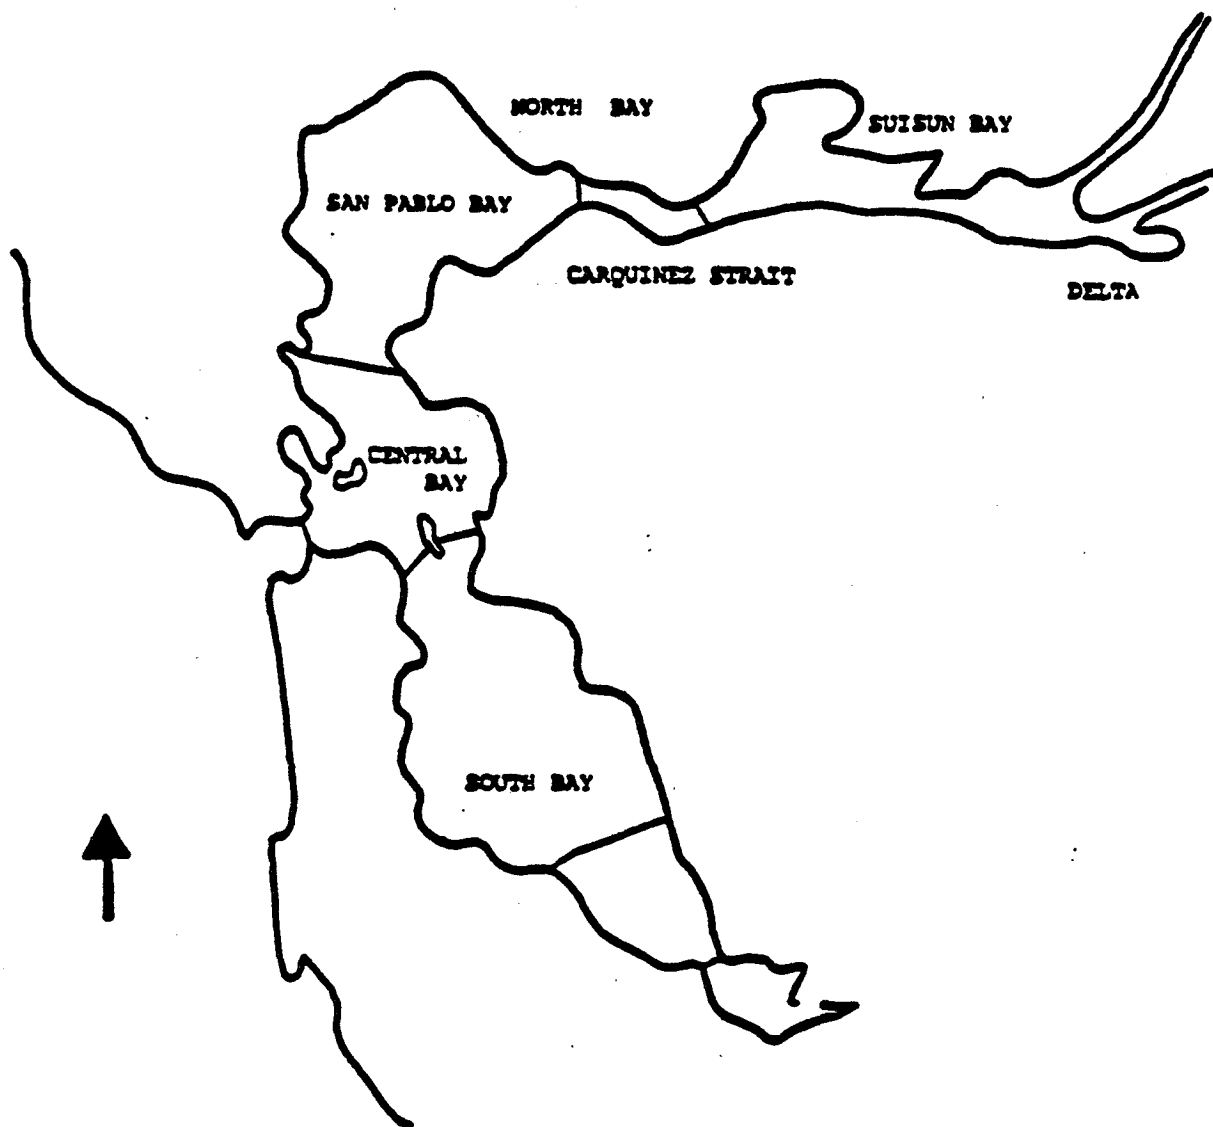 NORTH BAY
SUISUN BAY
SAN PABLO BAY
CARQUINEZ STRAIT
DELTA
CENTRAL
BAY
SOUTH BAY